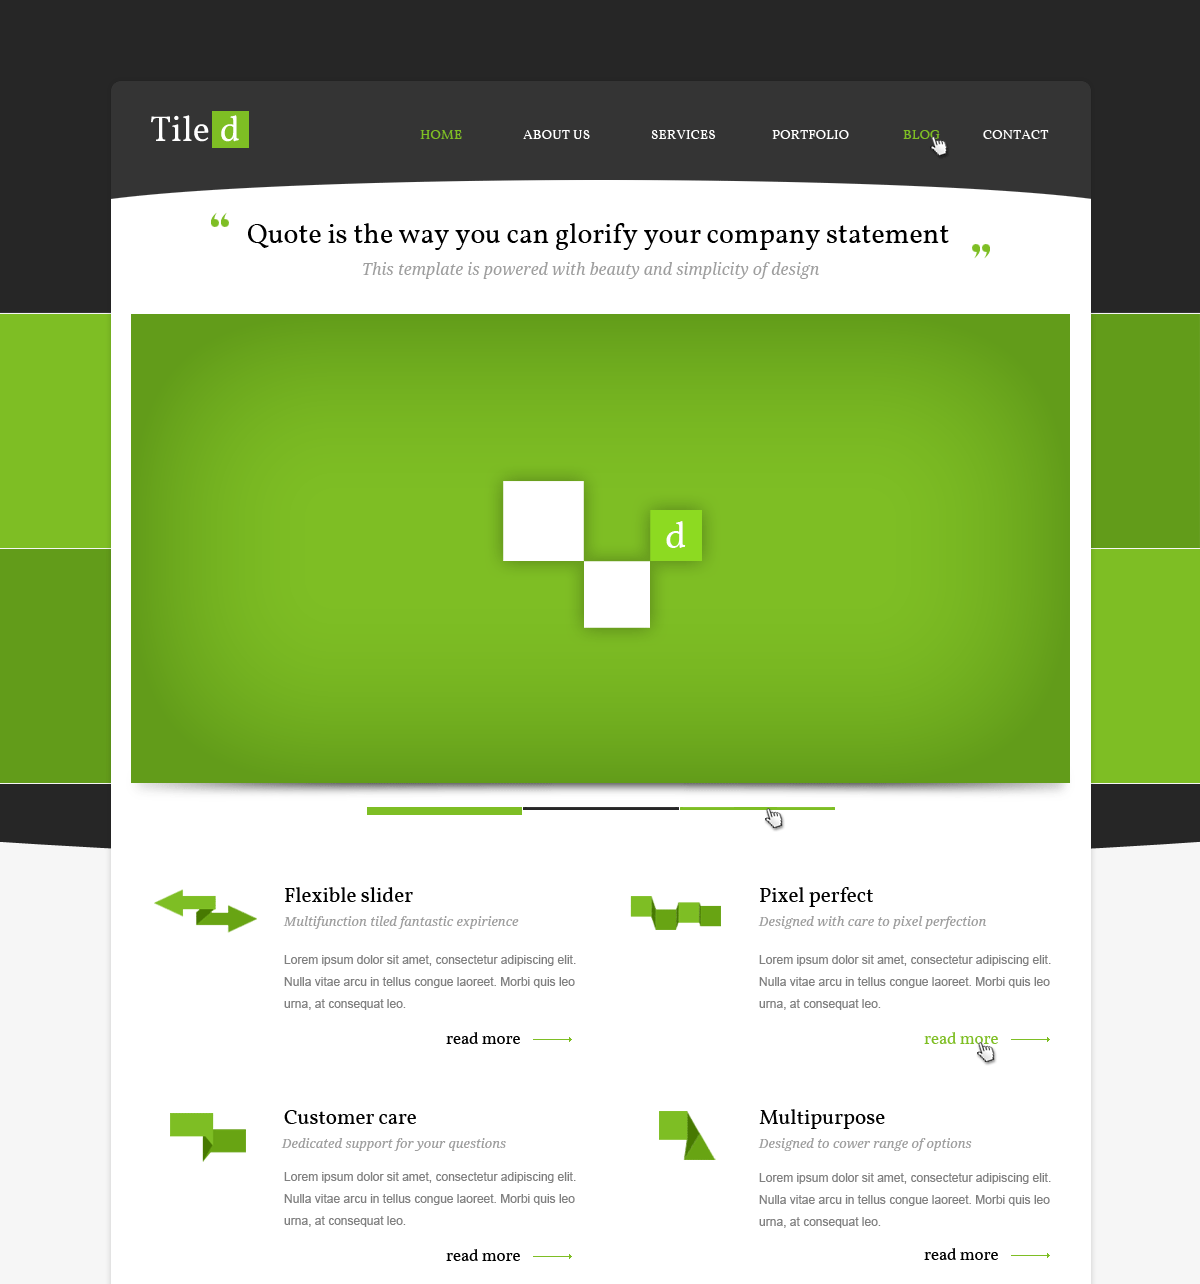 Tiled
HOME ABOUT US SERVICES PORTFOLIO BLOG CONTACT
“ Quote is the way you can glorify your company statement ”
This template is powered with beauty and simplicity of design
d
Flexible slider
Multifunction tiled fantastic expirience
Lorem ipsum dolor sit amet, consectetur adipiscing elit.
Nulla vitae arcu in tellus congue laoreet. Morbi quis leo
urna, at consequat leo.
read more
Pixel perfect
Designed with care to pixel perfection
Lorem ipsum dolor sit amet, consectetur adipiscing elit.
Nulla vitae arcu in tellus congue laoreet. Morbi quis leo
urna, at consequat leo.
read more
Customer care
Dedicated support for your questions
Lorem ipsum dolor sit amet, consectetur adipiscing elit.
Nulla vitae arcu in tellus congue laoreet. Morbi quis leo
urna, at consequat leo.
read more
Multipurpose
Designed to cower range of options
Lorem ipsum dolor sit amet, consectetur adipiscing elit.
Nulla vitae arcu in tellus congue laoreet. Morbi quis leo
urna, at consequat leo.
read more